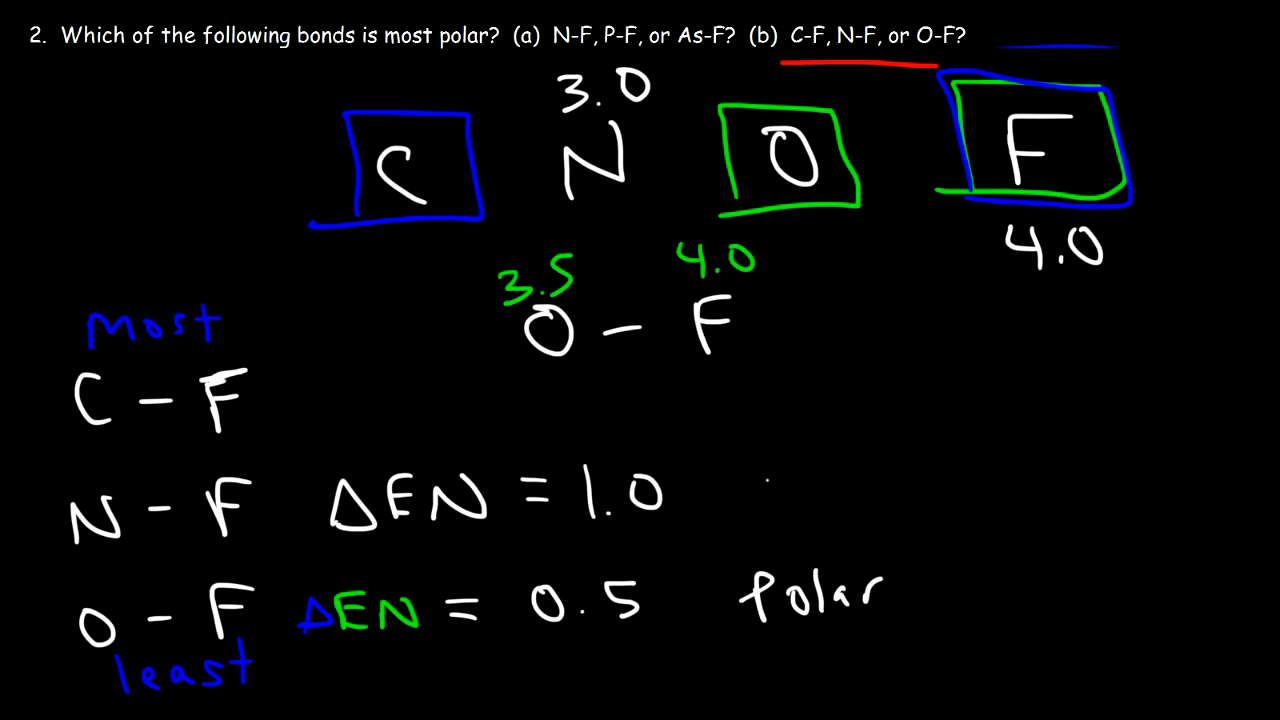 2. Which of the following bonds is most polar? (a) N-F, P-F, or As-F? (b) C-F, N-F, or O-F?
3.0
C N O F
4.0
3.5 4.0
O - F
Most
C - F
N - F ΔEN = 1.0
O - F ΔEN = 0.5 Polar
least